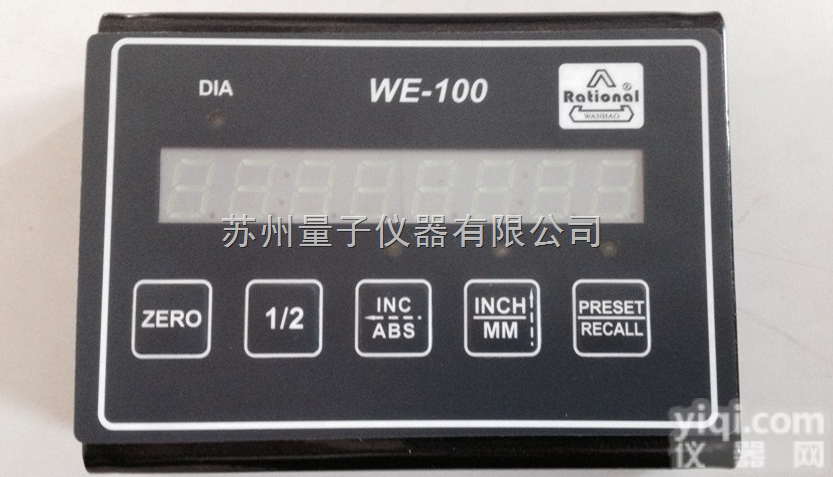 DIA
WE-100
Rational®
WANHAO
苏州量子仪器有限公司
ZERO
1/2
INC
ABS
INCH
MM
PRESET
RECALL
yiqi.com
仪器网